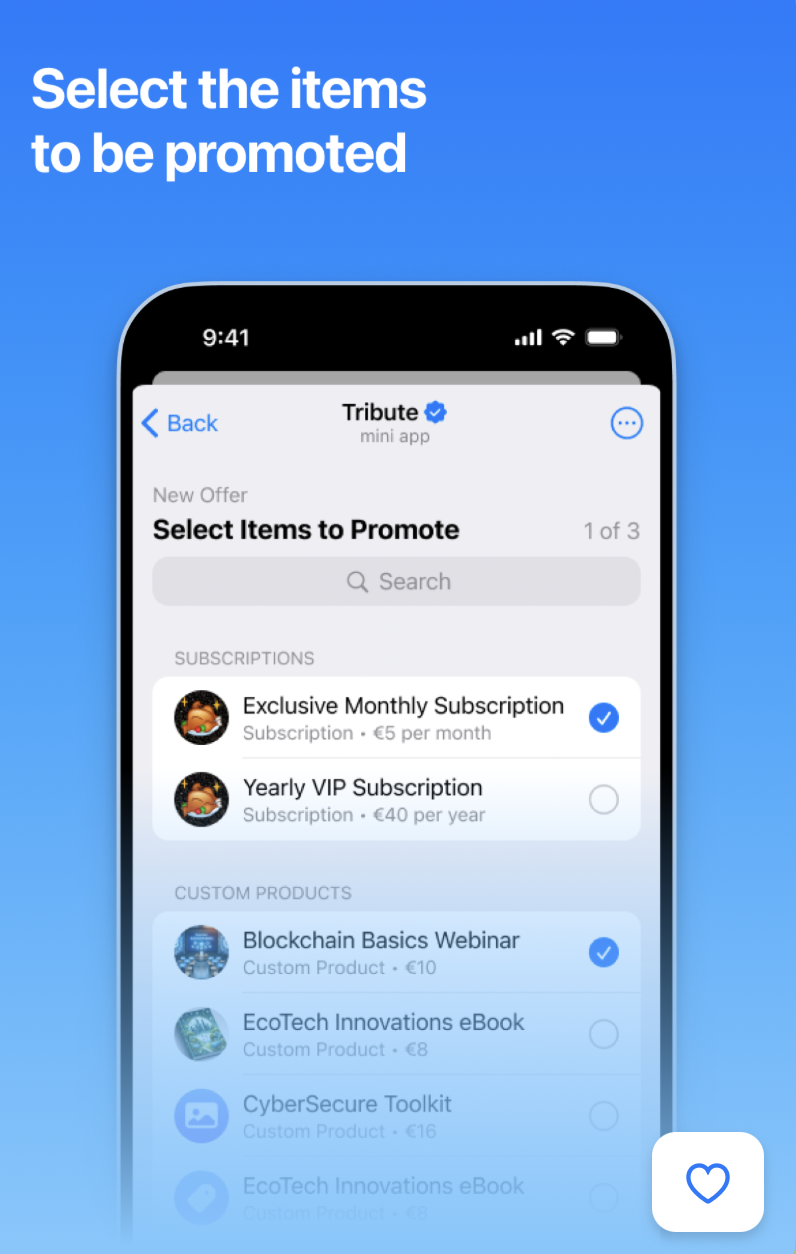 Select the items
to be promoted
9:41
Back
Tribute
mini app
New Offer
Select Items to Promote
1 of 3
Search
SUBSCRIPTIONS
Exclusive Monthly Subscription
Subscription • €5 per month
Yearly VIP Subscription
Subscription • €40 per year
CUSTOM PRODUCTS
Blockchain Basics Webinar
Custom Product • €10
EcoTech Innovations eBook
Custom Product • €8
CyberSecure Toolkit
Custom Product • €16
EcoTech Innovations eBook
Custom Product • €8